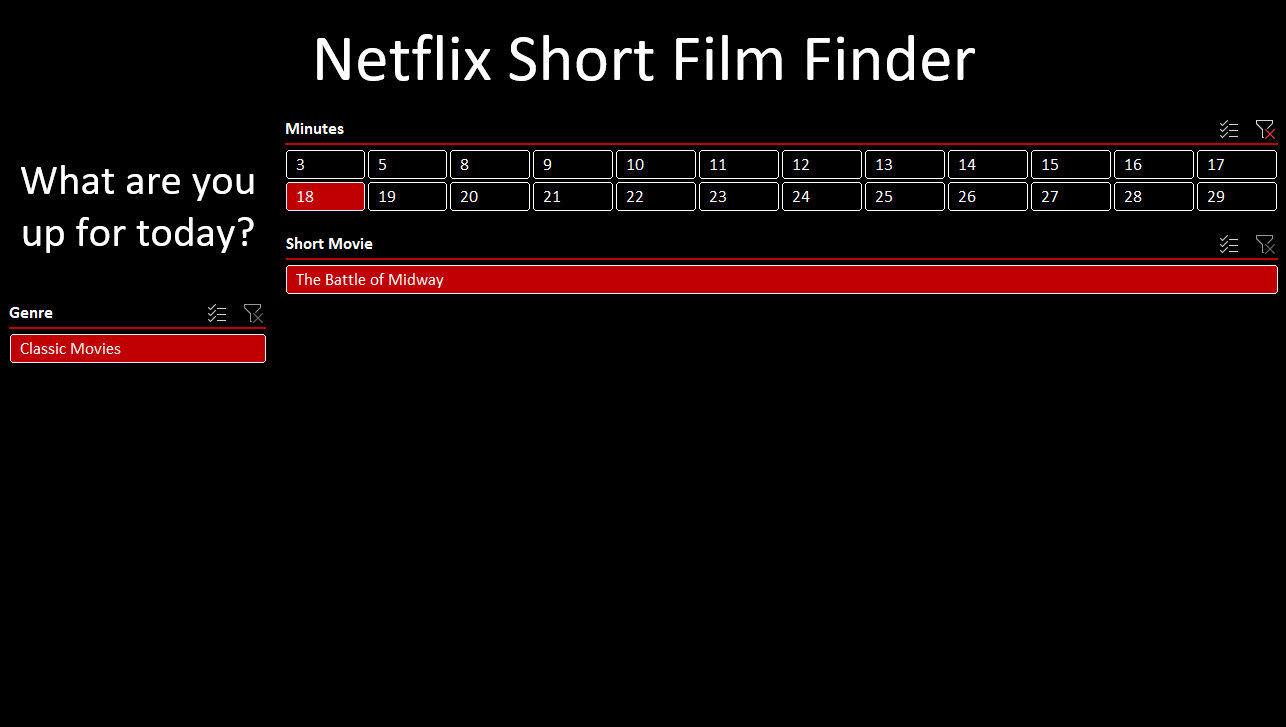 Netflix Short Film Finder
What are you
up for today?
Minutes
3 5 8 9 10 11 12 13 14 15 16 17
18 19 20 21 22 23 24 25 26 27 28 29
Short Movie
The Battle of Midway
Genre
Classic Movies